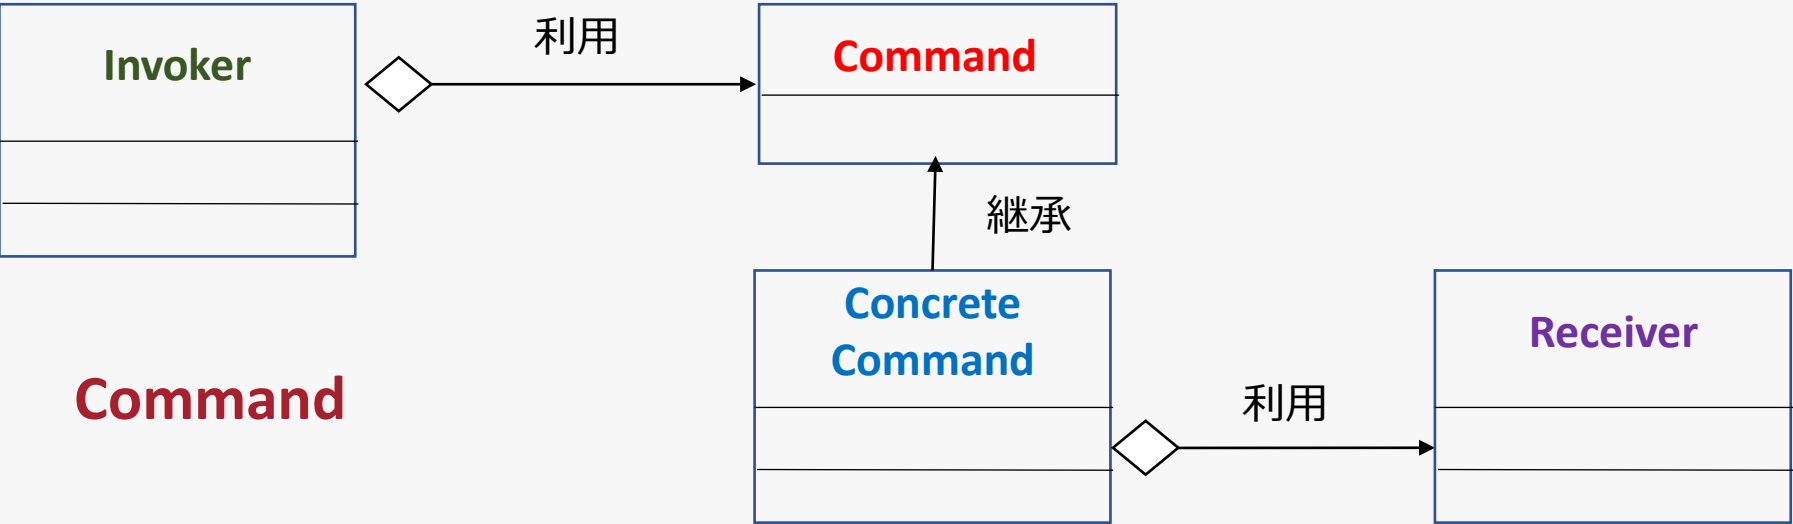 Invoker
利用
Command
継承
Concrete
Command
利用
Receiver
Command